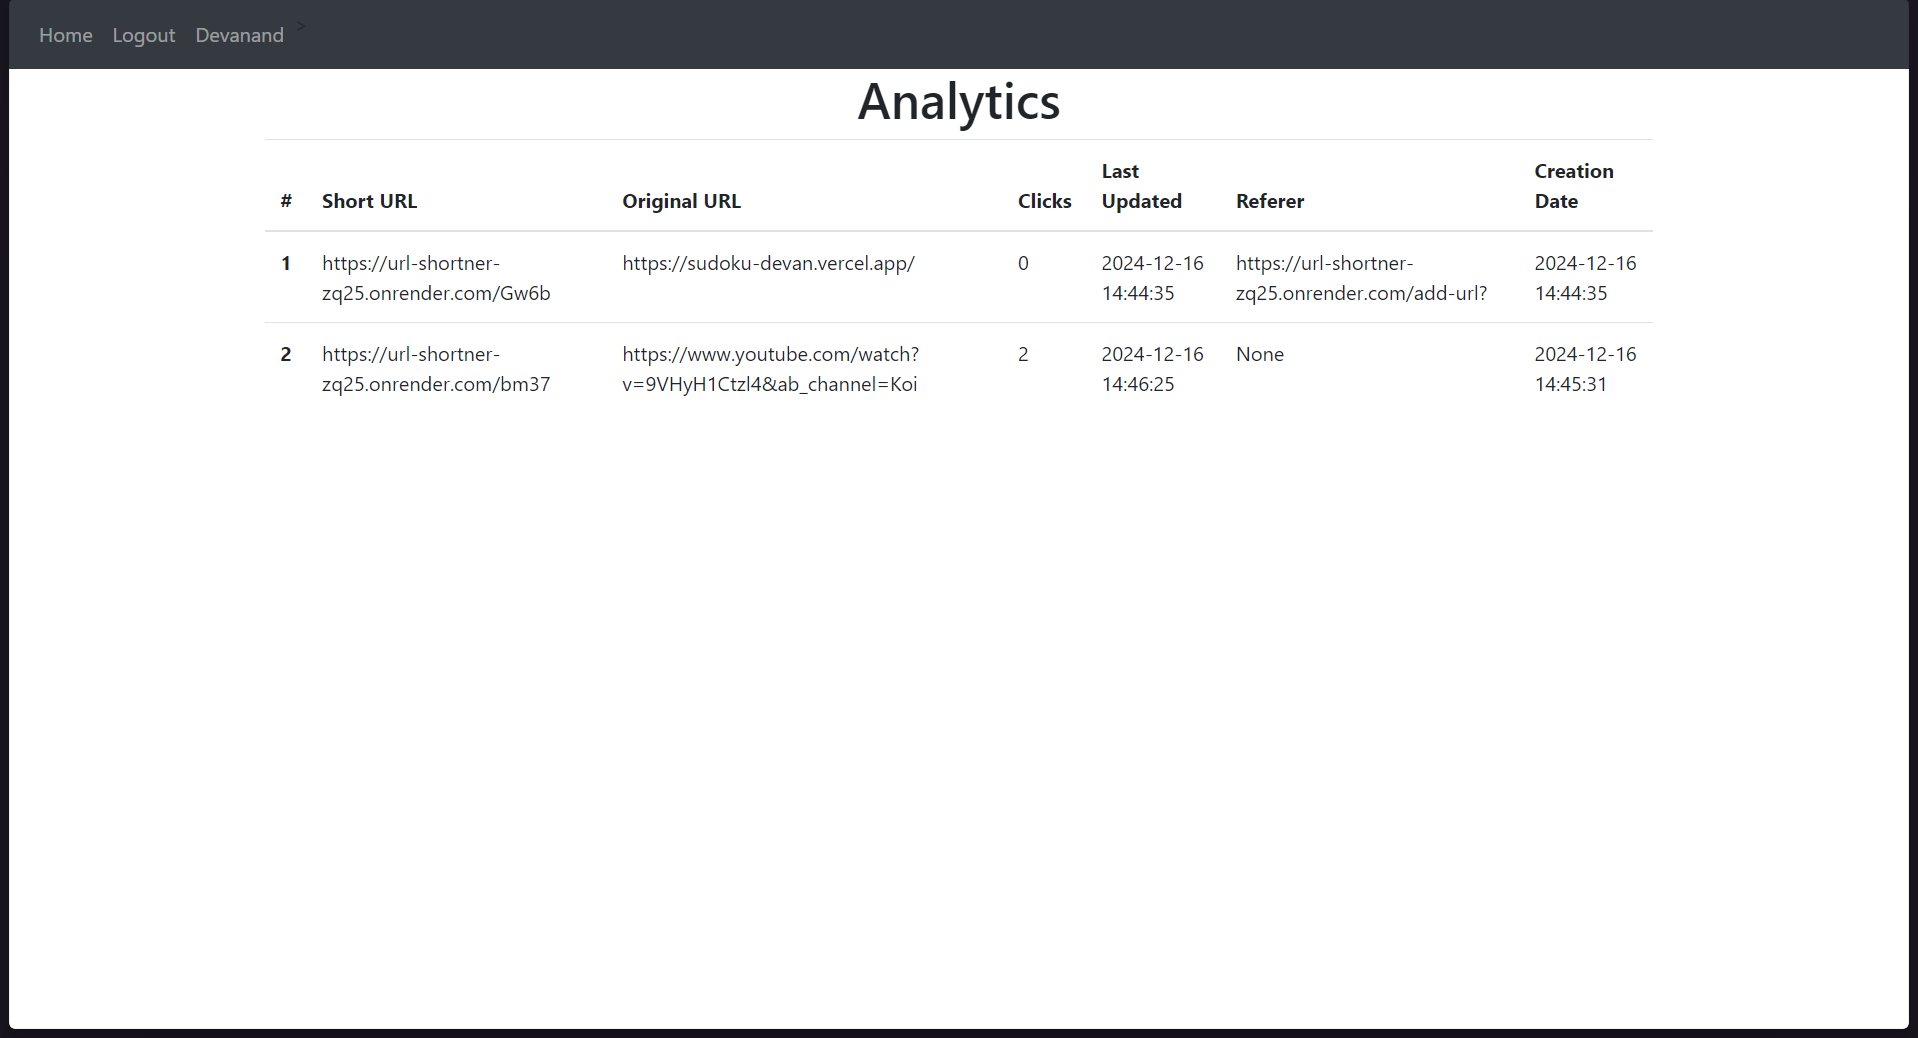 Home Logout Devanand >
Analytics
# Short URL Original URL Clicks Last Updated Referer Creation Date
1 https://url-shortner-zq25.onrender.com/Gw6b https://sudoku-devan.vercel.app/ 0 2024-12-16 14:44:35 https://url-shortner-zq25.onrender.com/add-url? 2024-12-16 14:44:35
2 https://url-shortner-zq25.onrender.com/bm37 https://www.youtube.com/watch?v=9VHyH1Ctzl4&ab_channel=Koi 2 2024-12-16 14:46:25 None 2024-12-16 14:45:31